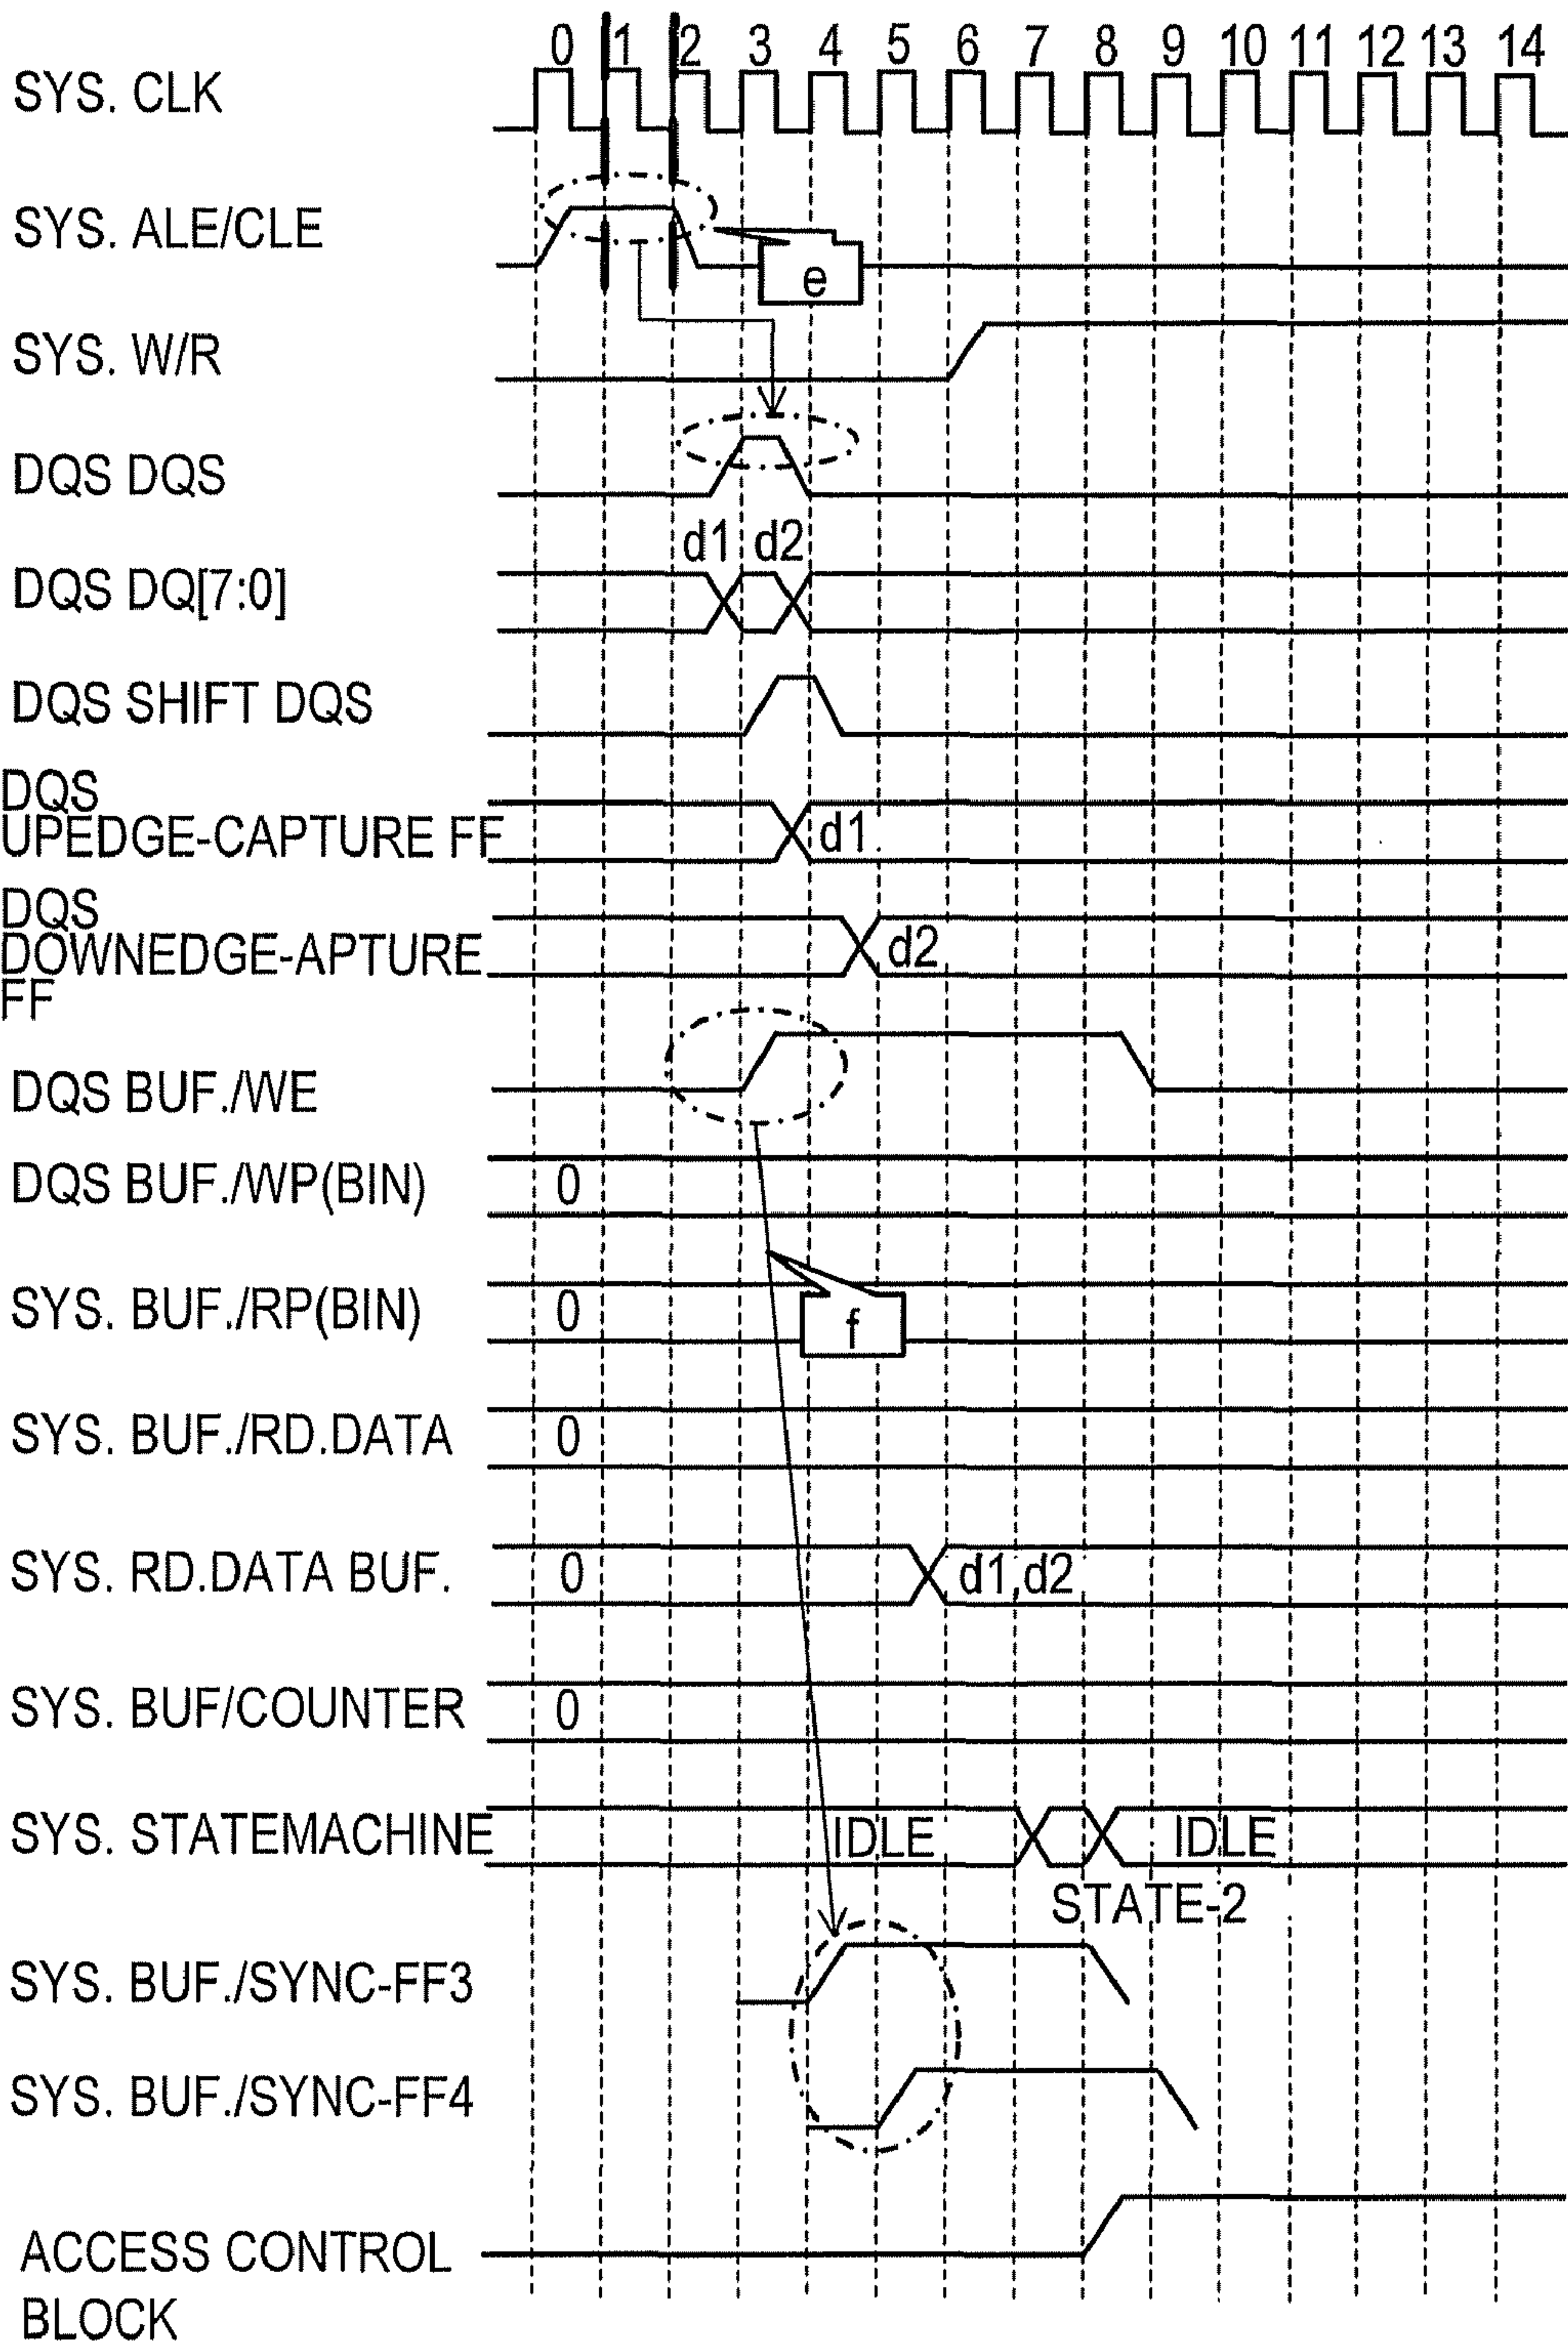 0 1 2 3 4 5 6 7 8 9 10 11 12 13 14
SYS. CLK
SYS. ALE/CLE
e
SYS. W/R
DQS DQS
d1 d2
DQS DQ[7:0]
DQS SHIFT DQS
DQS
UPEDGE-CAPTURE FF
d1
DQS
DOWNEDGE-APTURE
FF
d2
DQS BUF./WE
DQS BUF./WP(BIN)
0
SYS. BUF./RP(BIN)
0
f
SYS. BUF./RD.DATA
0
SYS. RD.DATA BUF.
0
d1,d2
SYS. BUF/COUNTER
0
SYS. STATEMACHINE
IDLE
IDLE
STATE-2
SYS. BUF./SYNC-FF3
SYS. BUF./SYNC-FF4
ACCESS CONTROL
BLOCK